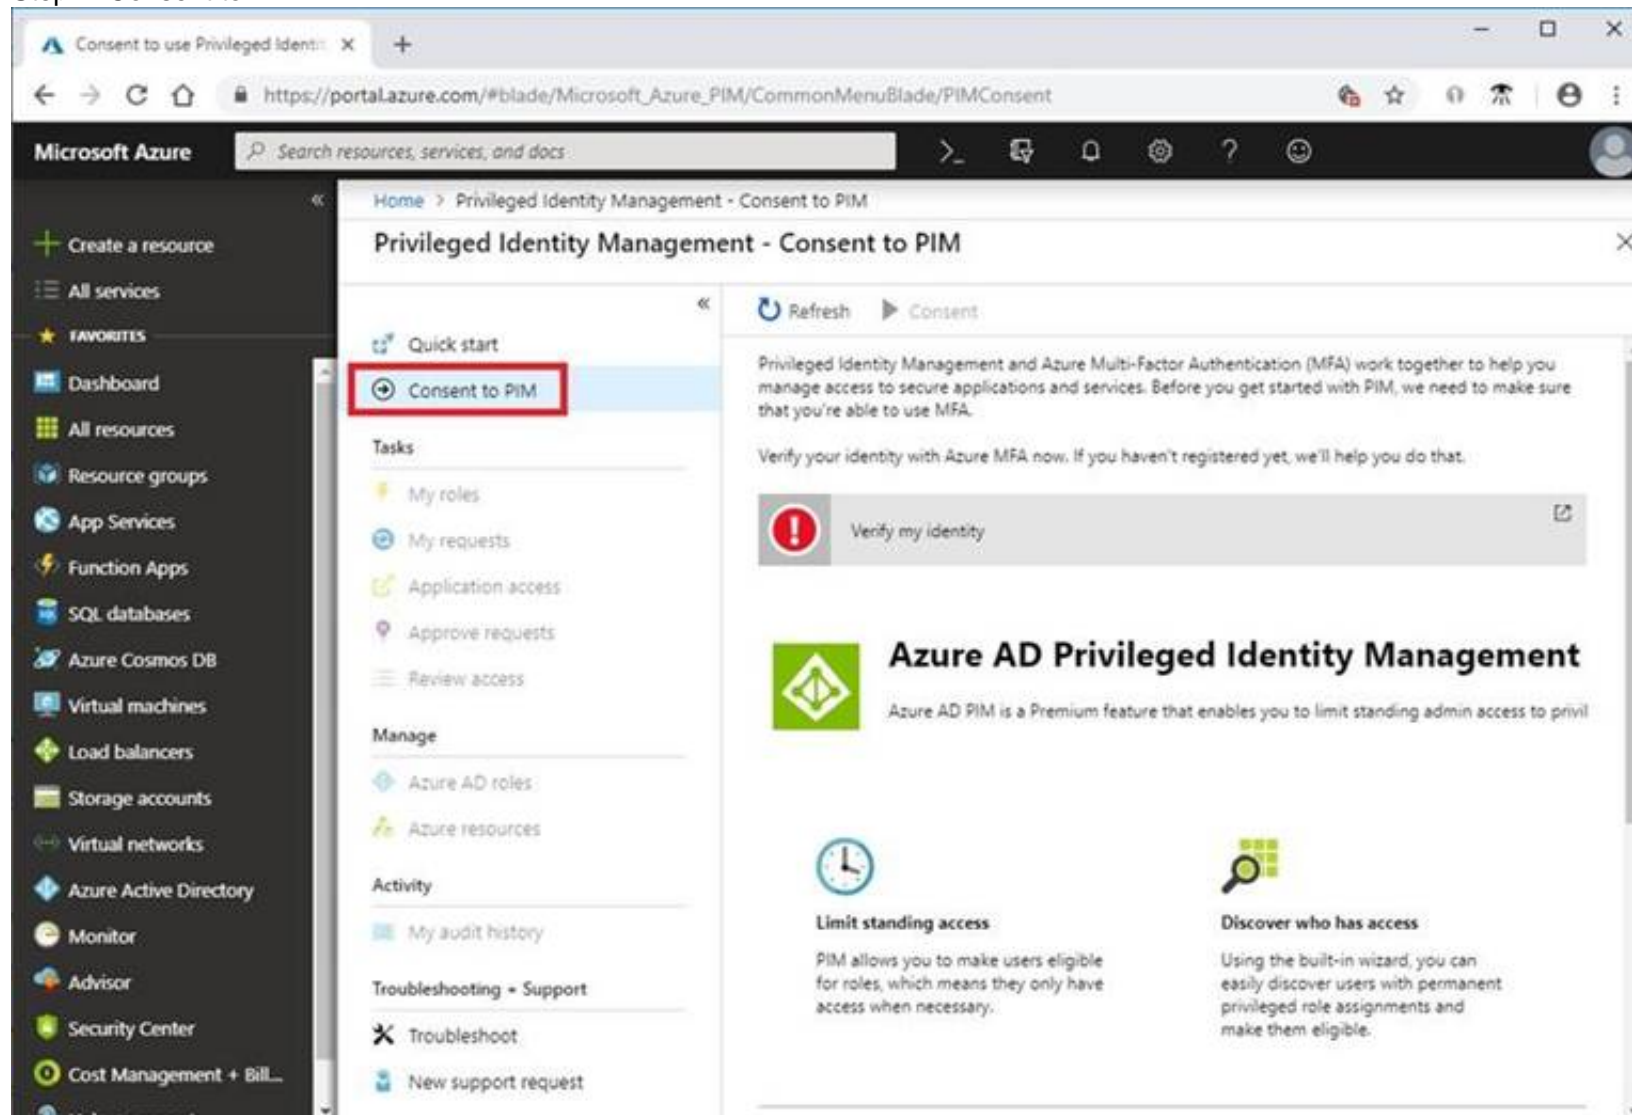 Consent to use Privileged Identi
https://portal.azure.com/#blade/Microsoft_Azure_PIM/CommonMenuBlade/PIMConsent
Microsoft Azure
Search resources, services, and docs
Home > Privileged Identity Management - Consent to PIM
Privileged Identity Management - Consent to PIM
Create a resource
All services
FAVORITES
Dashboard
All resources
Resource groups
App Services
Function Apps
SQL databases
Azure Cosmos DB
Virtual machines
Load balancers
Storage accounts
Virtual networks
Azure Active Directory
Monitor
Advisor
Security Center
Cost Management + Bill...
Quick start
Consent to PIM
Tasks
My roles
My requests
Application access
Approve requests
Review access
Manage
Azure AD roles
Azure resources
Activity
My audit history
Troubleshooting + Support
Troubleshoot
New support request
Refresh
Consent
Privileged Identity Management and Azure Multi-Factor Authentication (MFA) work together to help you
manage access to secure applications and services. Before you get started with PIM, we need to make sure
that you're able to use MFA.
Verify your identity with Azure MFA now. If you haven't registered yet, we'll help you do that.
Verify my identity
Azure AD Privileged Identity Management
Azure AD PIM is a Premium feature that enables you to limit standing admin access to privil
Limit standing access
PIM allows you to make users eligible
for roles, which means they only have
access when necessary.
Discover who has access
Using the built-in wizard, you can
easily discover users with permanent
privileged role assignments and
make them eligible.